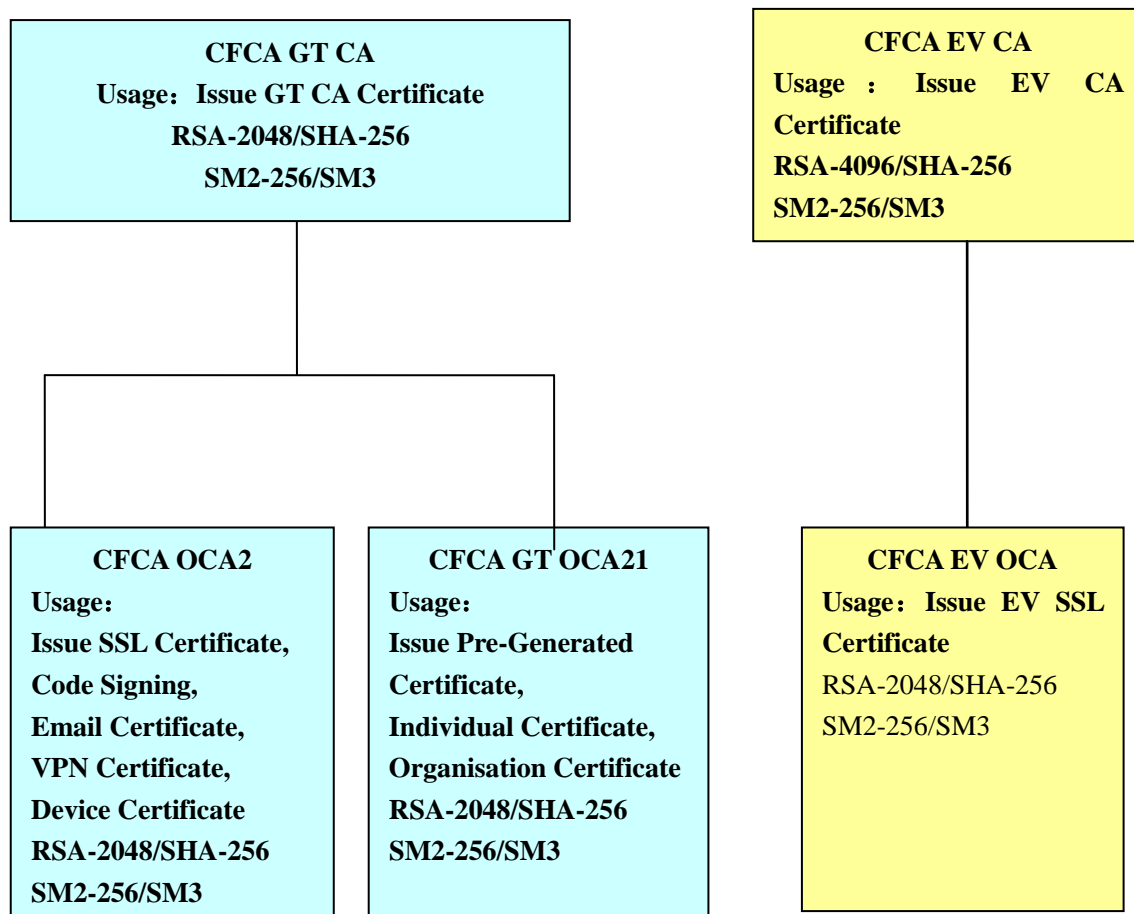 CFCA GT CA
Usage：Issue GT CA Certificate
RSA-2048/SHA-256
SM2-256/SM3
CFCA EV CA
Usage ： Issue EV CA
Certificate
RSA-4096/SHA-256
SM2-256/SM3
CFCA OCA2
Usage：
Issue SSL Certificate,
Code Signing,
Email Certificate,
VPN Certificate,
Device Certificate
RSA-2048/SHA-256
SM2-256/SM3
CFCA GT OCA21
Usage：
Issue Pre-Generated
Certificate,
Individual Certificate,
Organisation Certificate
RSA-2048/SHA-256
SM2-256/SM3
CFCA EV OCA
Usage：Issue EV SSL
Certificate
RSA-2048/SHA-256
SM2-256/SM3